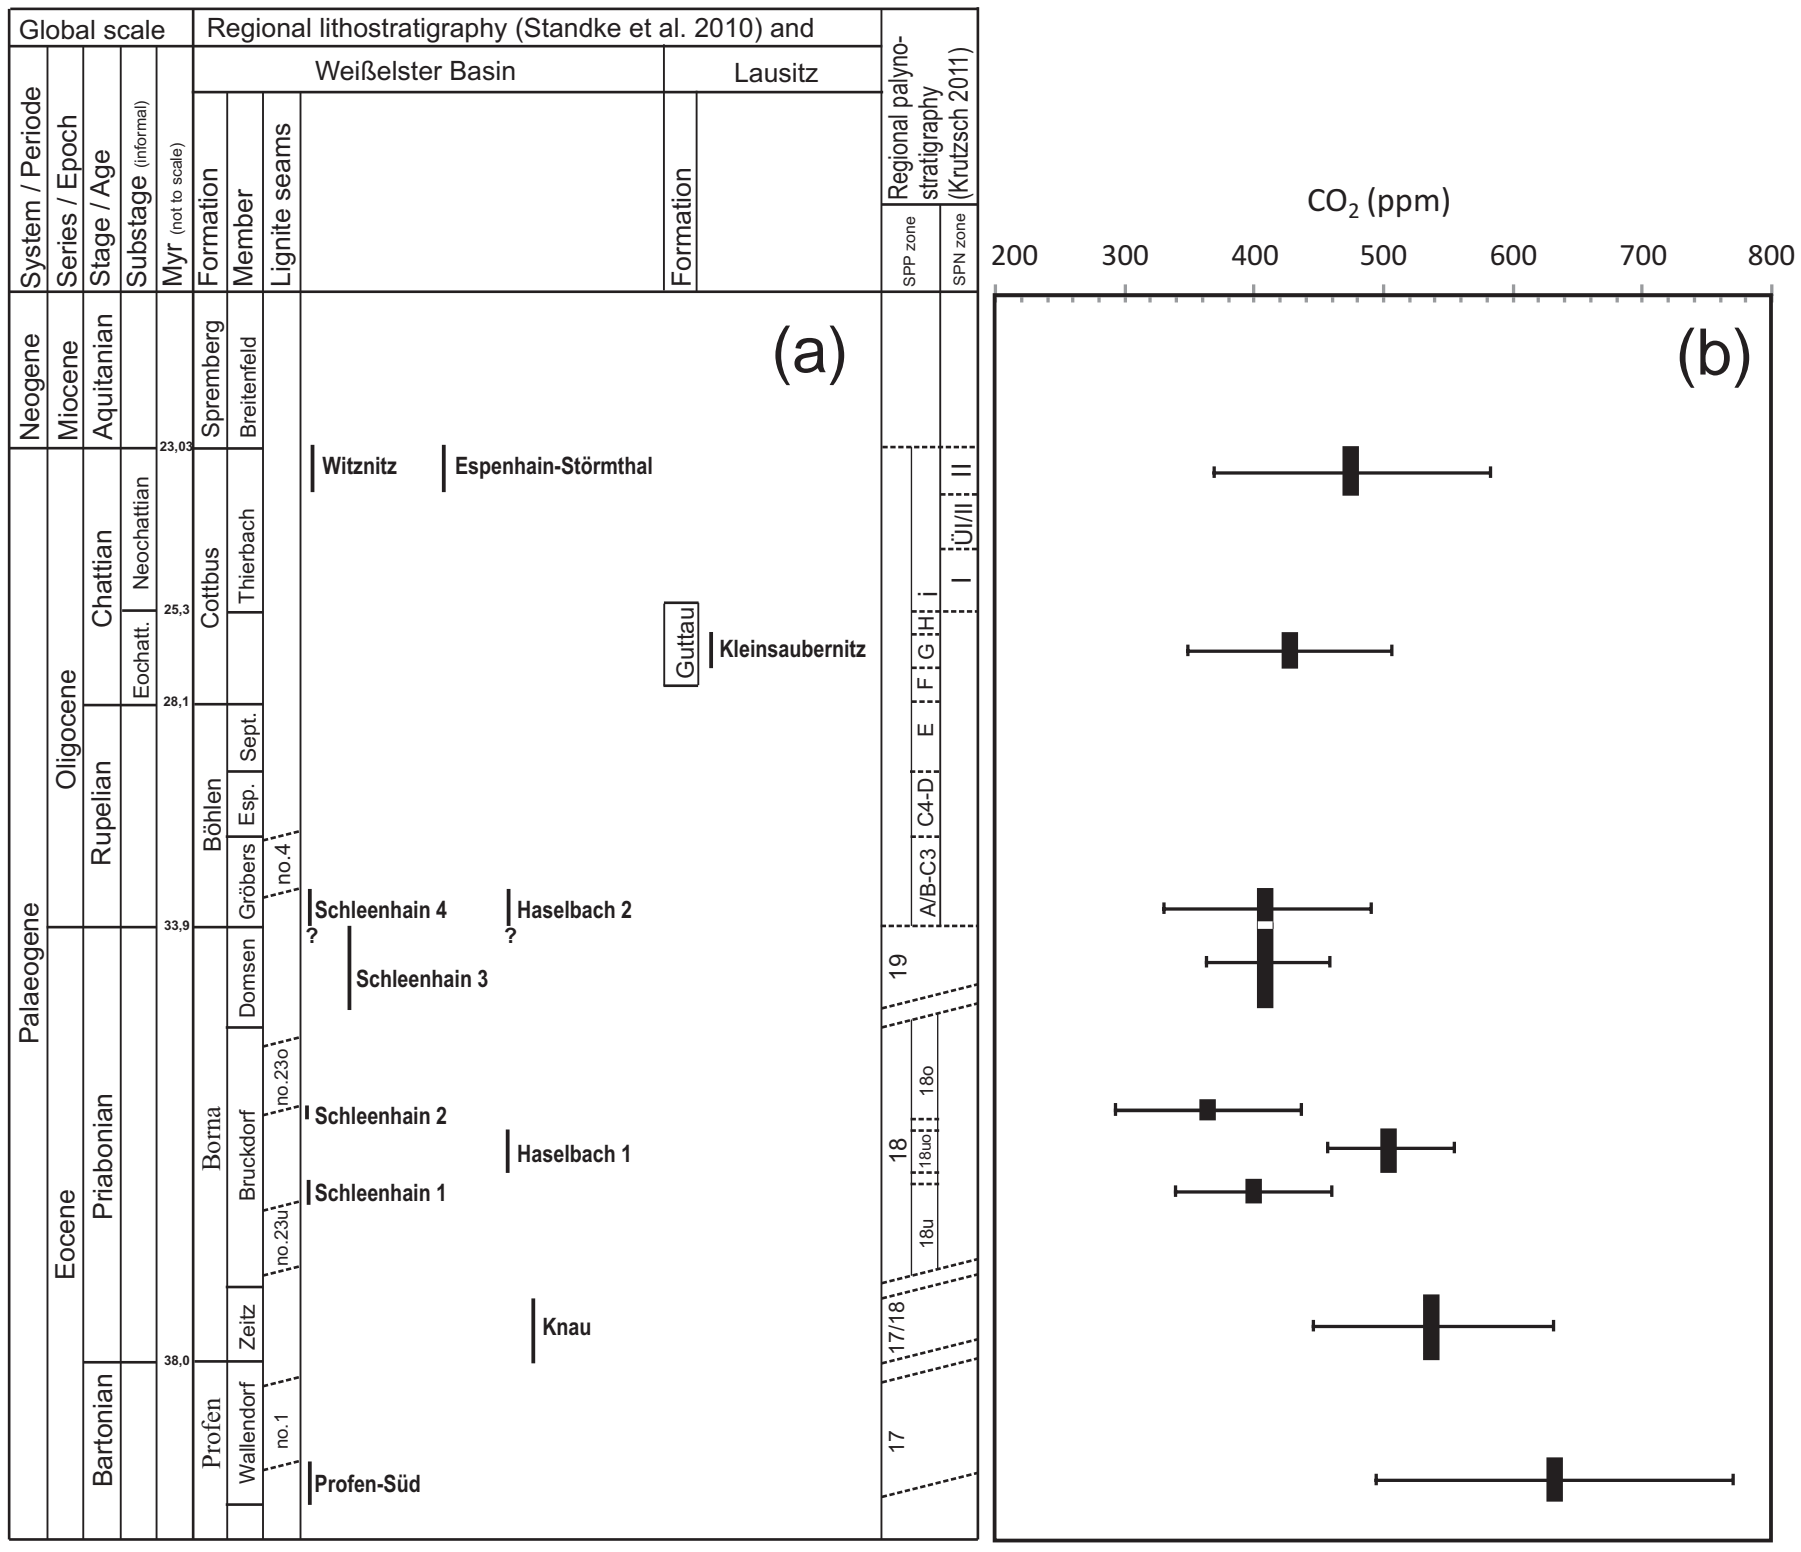 Global scale
Regional lithostratigraphy (Standke et al. 2010) and
Weißelster Basin
Lausitz
System / Periode
Series / Epoch
Stage / Age
Substage (informal)
Myr (not to scale)
Formation
Member
Lignite seams
Formation
Regional palyno-
stratigraphy
(Krutzsch 2011)
SPP zone
SPN zone
CO2 (ppm)
200 300 400 500 600 700 800
(a)
(b)
Neogene
Palaeogene
Miocene
Oligocene
Eocene
Aquitanian
Chattian
Rupelian
Priabonian
Bartonian
Neochattian
Eochatt.
23,03
25,3
28,1
33,9
38,0
Spremberg
Cottbus
Böhlen
Borna
Profen
Breitenfeld
Thierbach
Sept.
Esp.
Gröbers
Domsen
Bruckdorf
Zeitz
Wallendorf
no.4
no.23o
no.23u
no.1
Witznitz
Espenhain-Störmthal
Guttau
Kleinsaubernitz
Schleenhain 4
Haselbach 2
?
?
Schleenhain 3
Schleenhain 2
Haselbach 1
Schleenhain 1
Knau
Profen-Süd
II
ÜI/II
I
i
H
G
F
E
C4-D
A/B-C3
19
18
18o
18uo
18u
17/18
17